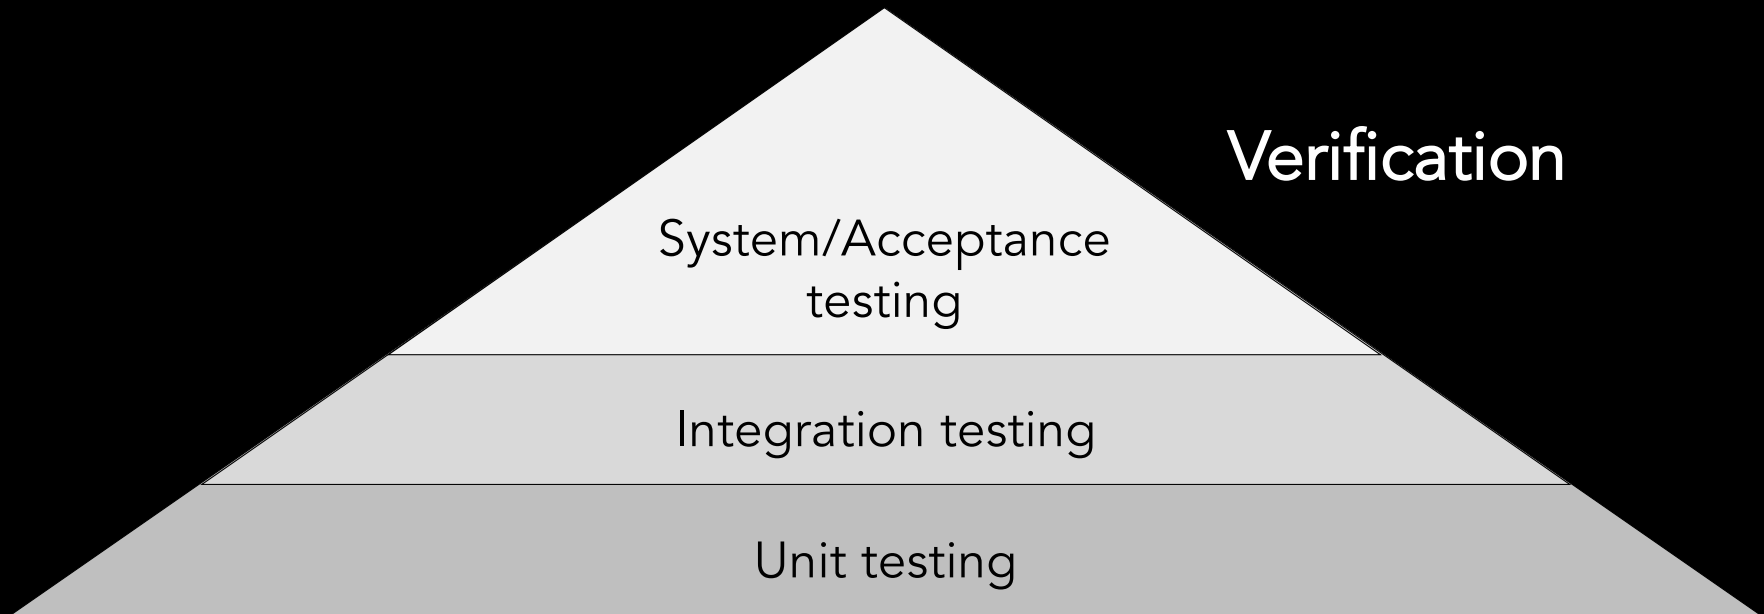 Verification
System/Acceptance
testing
Integration testing
Unit testing